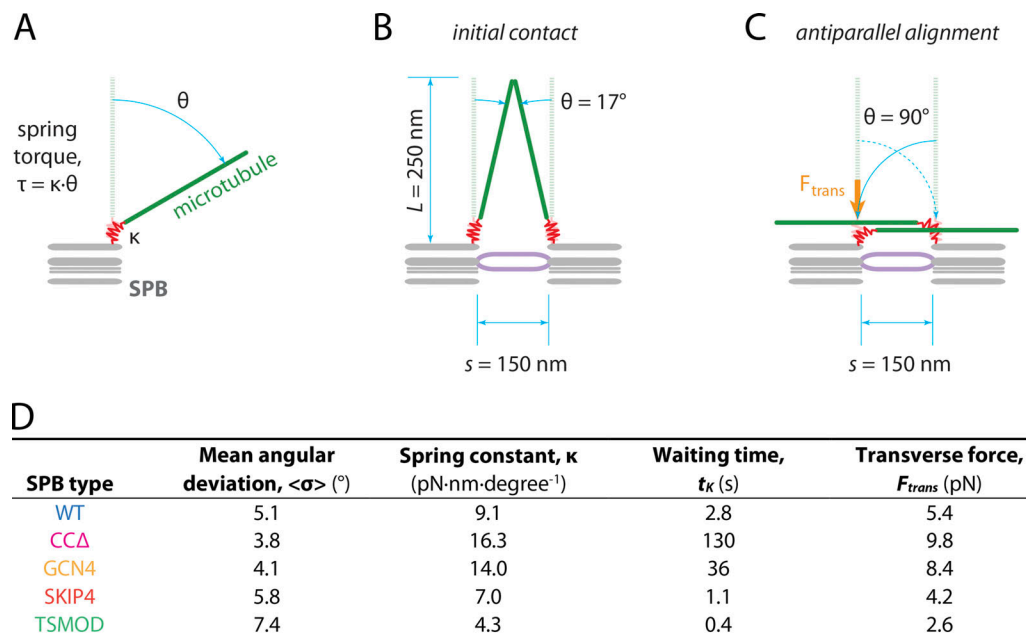 A
θ
spring
torque,
τ = κ·θ
microtubule
κ
SPB
B
initial contact
θ = 17°
L = 250 nm
s = 150 nm
C
antiparallel alignment
θ = 90°
Ftrans
s = 150 nm
D
SPB type Mean angular deviation, <σ> (°) Spring constant, κ (pN·nm·degree⁻¹) Waiting time, tK (s) Transverse force, Ftrans (pN)
WT 5.1 9.1 2.8 5.4
CCΔ 3.8 16.3 130 9.8
GCN4 4.1 14.0 36 8.4
SKIP4 5.8 7.0 1.1 4.2
TSMOD 7.4 4.3 0.4 2.6